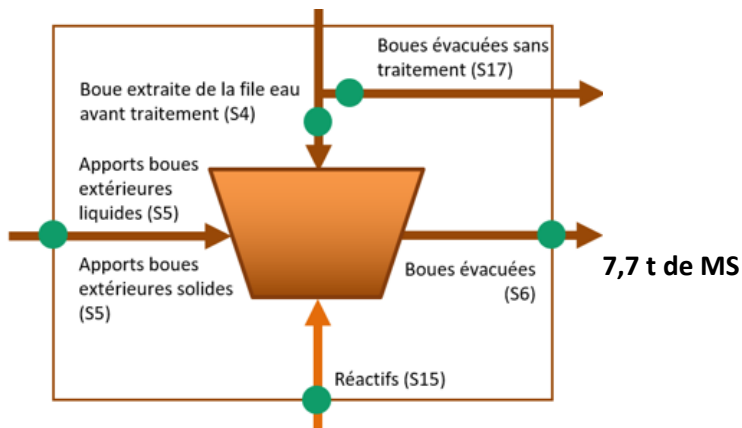 Boues évacuées sans
traitement (S17)
Boue extraite de la file eau
avant traitement (S4)
Apports boues
extérieures
liquides (S5)
Apports boues
extérieures solides
(S5)
Boues évacuées
(S6)
7,7 t de MS
Réactifs (S15)